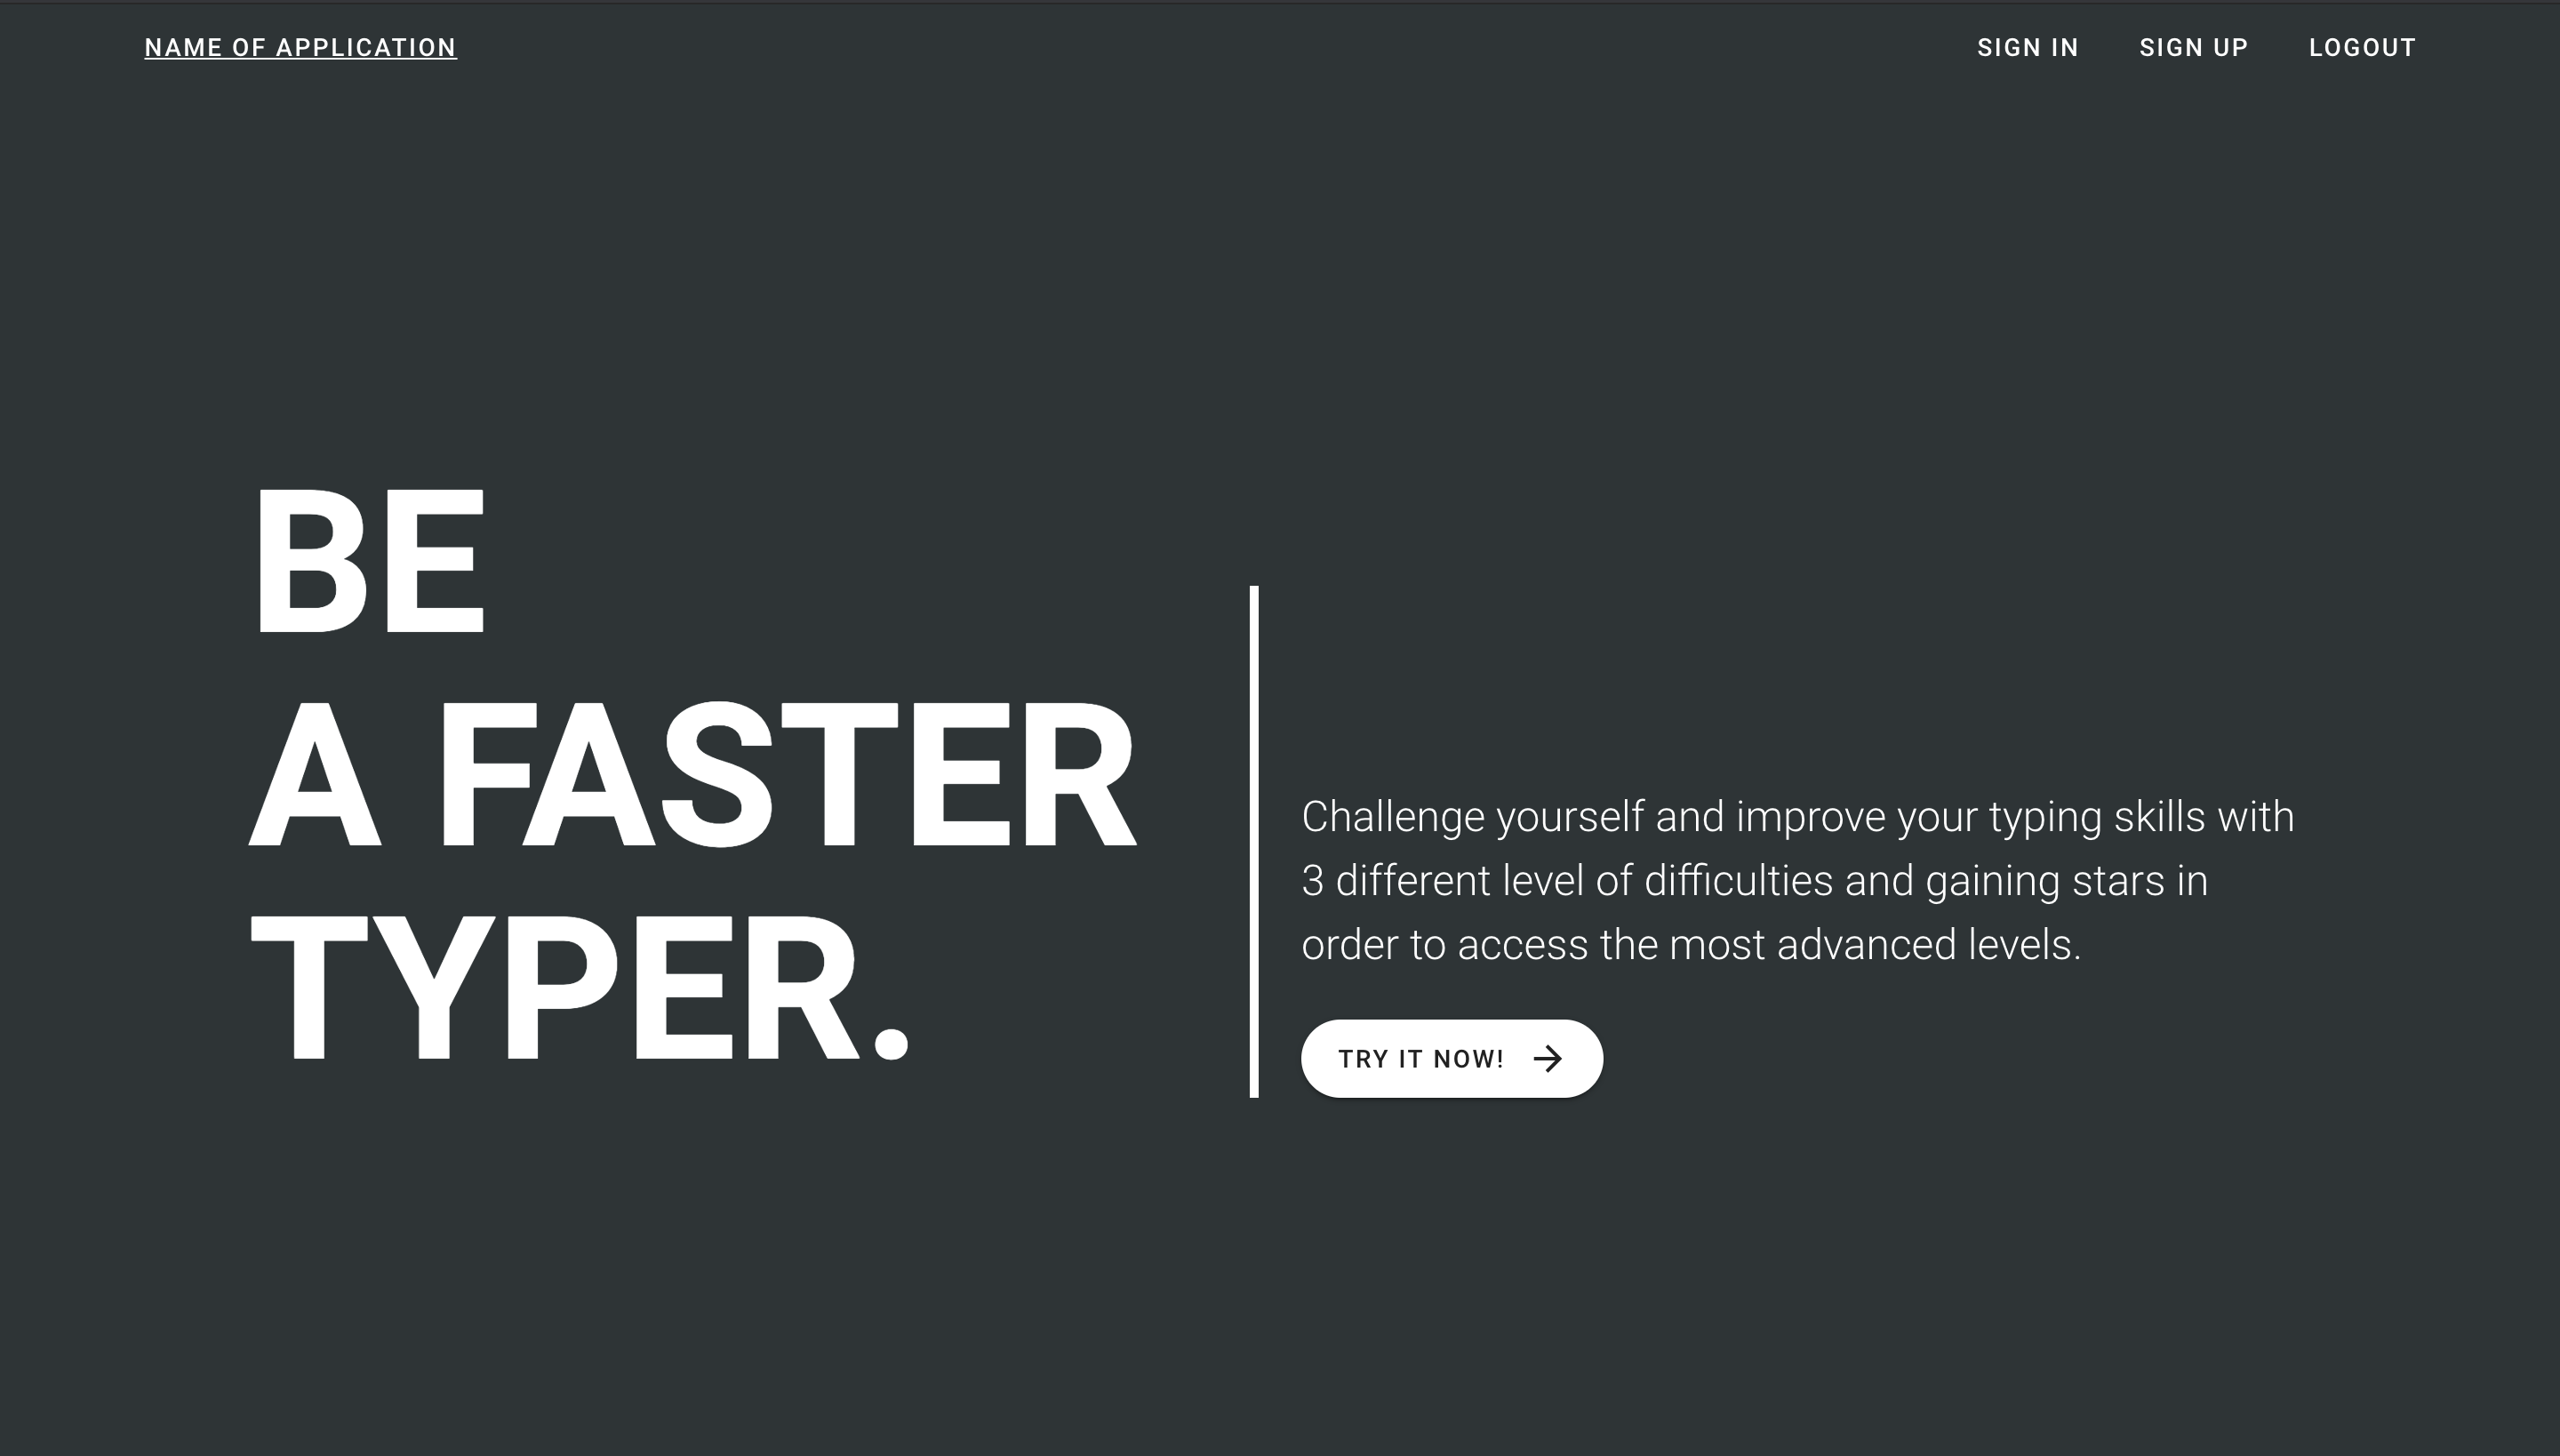 NAME OF APPLICATION
SIGN IN SIGN UP LOGOUT
BE
A FASTER
TYPER.
Challenge yourself and improve your typing skills with
3 different level of difficulties and gaining stars in
order to access the most advanced levels.
TRY IT NOW!